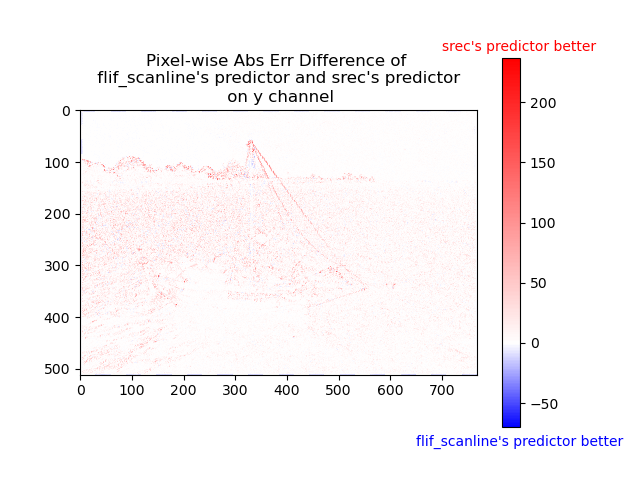 srec's predictor better
Pixel-wise Abs Err Difference of
flif_scanline's predictor and srec's predictor
on y channel
0
100
200
300
400
500
0 100 200 300 400 500 600 700
200
150
100
50
0
−50
flif_scanline's predictor better